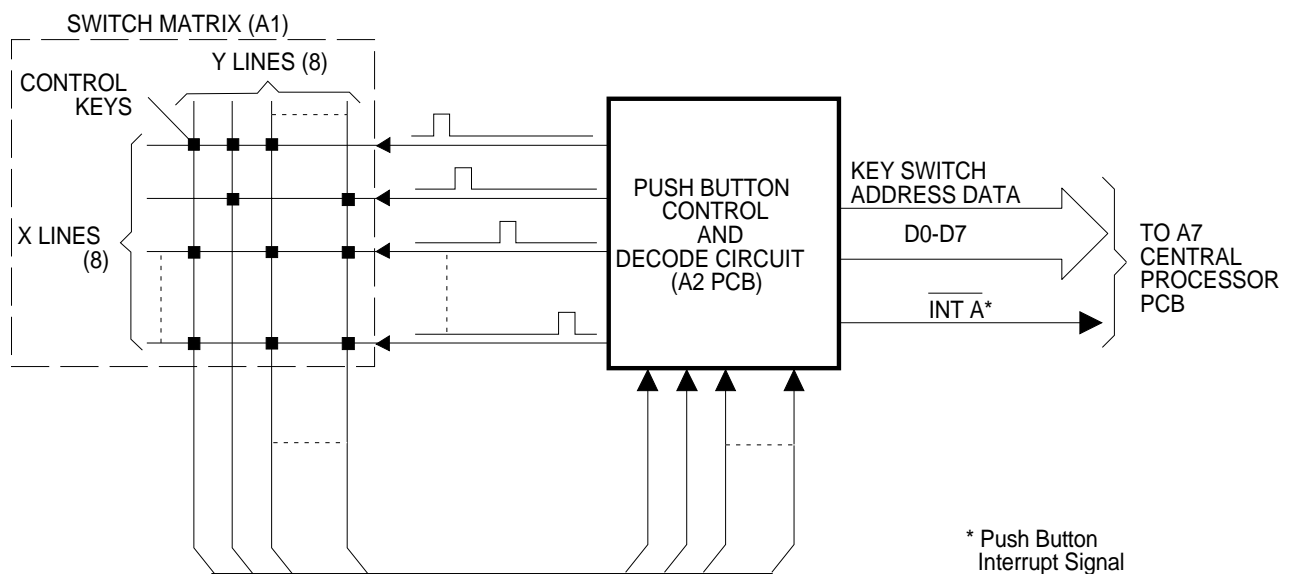 SWITCH MATRIX (A1)
Y LINES (8)
CONTROL
KEYS
X LINES
(8)
PUSH BUTTON
CONTROL
AND
DECODE CIRCUIT
(A2 PCB)
KEY SWITCH
ADDRESS DATA
D0-D7
INT A*
TO A7
CENTRAL
PROCESSOR
PCB
* Push Button
Interrupt Signal